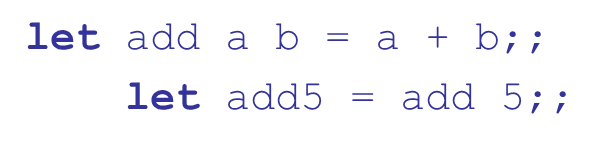 let add a b = a + b;;
let add5 = add 5;;